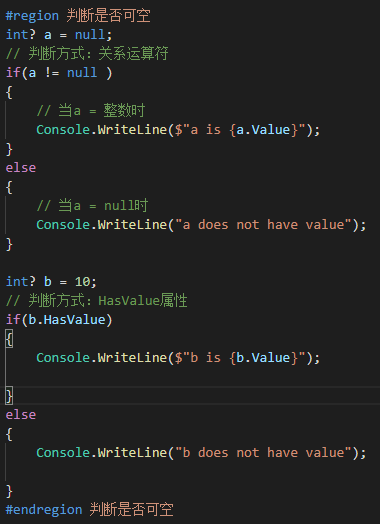 #region 判断是否可空
int? a = null;
// 判断方式：关系运算符
if(a != null )
{
    // 当a = 整数时
    Console.WriteLine($"a is {a.Value}");
}
else
{
    // 当a = null时
    Console.WriteLine("a does not have value");
}

int? b = 10;
// 判断方式：HasValue属性
if(b.HasValue)
{
    Console.WriteLine($"b is {b.Value}");

}
else
{
    Console.WriteLine("b does not have value");

}
#endregion 判断是否可空